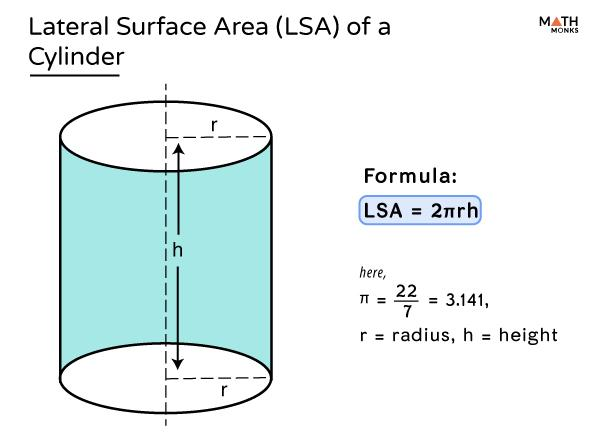 Lateral Surface Area (LSA) of a
Cylinder
MATH
MONKS
r
h
r
Formula:
LSA = 2πrh
here,
π = 22/7 = 3.141,
r = radius, h = height